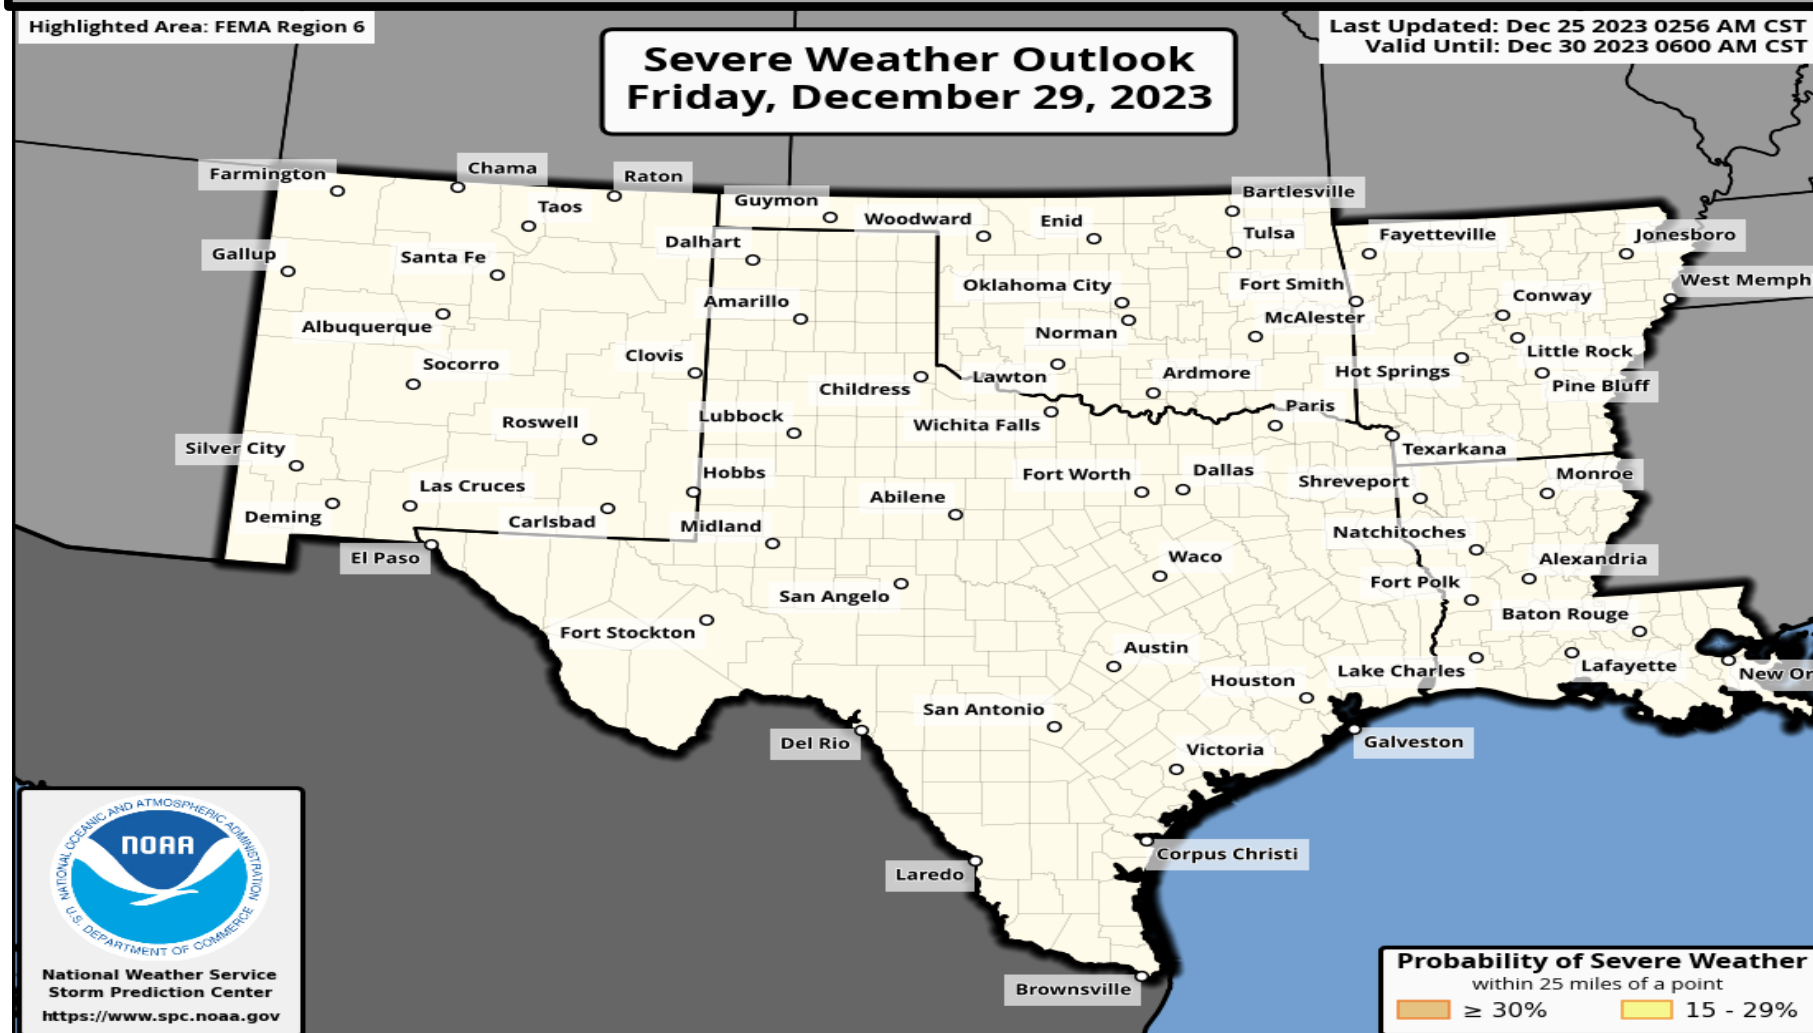 Highlighted Area: FEMA Region 6
Last Updated: Dec 25 2023 0256 AM CST
Valid Until: Dec 30 2023 0600 AM CST
Severe Weather Outlook
Friday, December 29, 2023
Farmington
Chama
Raton
Taos
Guymon
Woodward
Enid
Bartlesville
Gallup
Santa Fe
Dalhart
Tulsa
Fayetteville
Jonesboro
Albuquerque
Amarillo
Oklahoma City
Fort Smith
Conway
West Memph
Norman
McAlester
Socorro
Clovis
Little Rock
Childress
Lawton
Ardmore
Hot Springs
Pine Bluff
Roswell
Lubbock
Wichita Falls
Paris
Silver City
Hobbs
Texarkana
Las Cruces
Abilene
Fort Worth
Dallas
Shreveport
Monroe
Deming
Carlsbad
Midland
Natchitoches
El Paso
Waco
Alexandria
San Angelo
Fort Polk
Fort Stockton
Baton Rouge
Austin
Houston
Lake Charles
Lafayette
New Or
San Antonio
Del Rio
Victoria
Galveston
Corpus Christi
Laredo
Brownsville
NATIONAL OCEANIC AND ATMOSPHERIC ADMINISTRATION
NOAA
U.S. DEPARTMENT OF COMMERCE
National Weather Service
Storm Prediction Center
https://www.spc.noaa.gov
Probability of Severe Weather
within 25 miles of a point
≥ 30%
15 - 29%